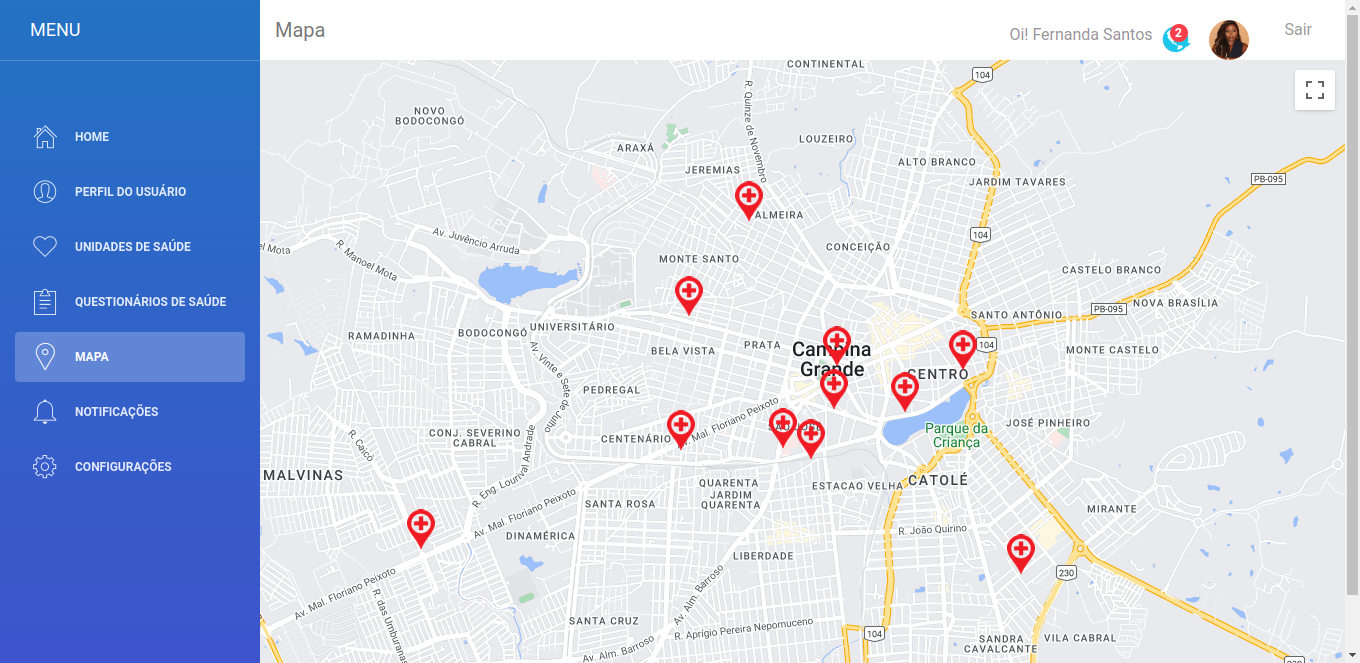 MENU
Mapa
Oi! Fernanda Santos
2
Sair
HOME
PERFIL DO USUÁRIO
UNIDADES DE SAÚDE
QUESTIONÁRIOS DE SAÚDE
MAPA
NOTIFICAÇÕES
CONFIGURAÇÕES
CONTINENTAL
104
R. Quinze de Novembro
NOVO
BODOCONGÓ
LOUZEIRO
ARAXÁ
ALTO BRANCO
JEREMIAS
JARDIM TAVARES
PB-095
ALMEIRA
104
Av. Juvêncio Arruda
el Mota
R. Manoel Mota
CONCEIÇÃO
MONTE SANTO
CASTELO BRANCO
NOVA BRASÍLIA
PB-095
SANTO ANTÔNIO
UNIVERSITÁRIO
BODOCONGÓ
RAMADINHA
PRATA
BELA VISTA
104
MONTE CASTELO
Campina
Grande
CENTRO
Av. Vinte e Sete de Julho
PEDREGAL
Av. Mal. Floriano Peixoto
JOSÉ PINHEIRO
Parque da
Criança
CONJ. SEVERINO
CABRAL
CENTENÁRIO
R. Caicó
R. Eng. Lourival Andrade
MALVINAS
CATOLÉ
QUARENTA
JARDIM
QUARENTA
ESTACAO VELHA
SANTA ROSA
Av. Mal. Floriano Peixoto
MIRANTE
R. João Quirino
DINAMÉRICA
LIBERDADE
230
Av. Mal. Floriano Peixoto
R. das Umburanas
Av. Alm. Barroso
SANTA CRUZ
R. Aprígio Pereira Nepomuceno
104
SANDRA
CAVALCANTE
VILA CABRAL
Av. Alm. Barroso
230